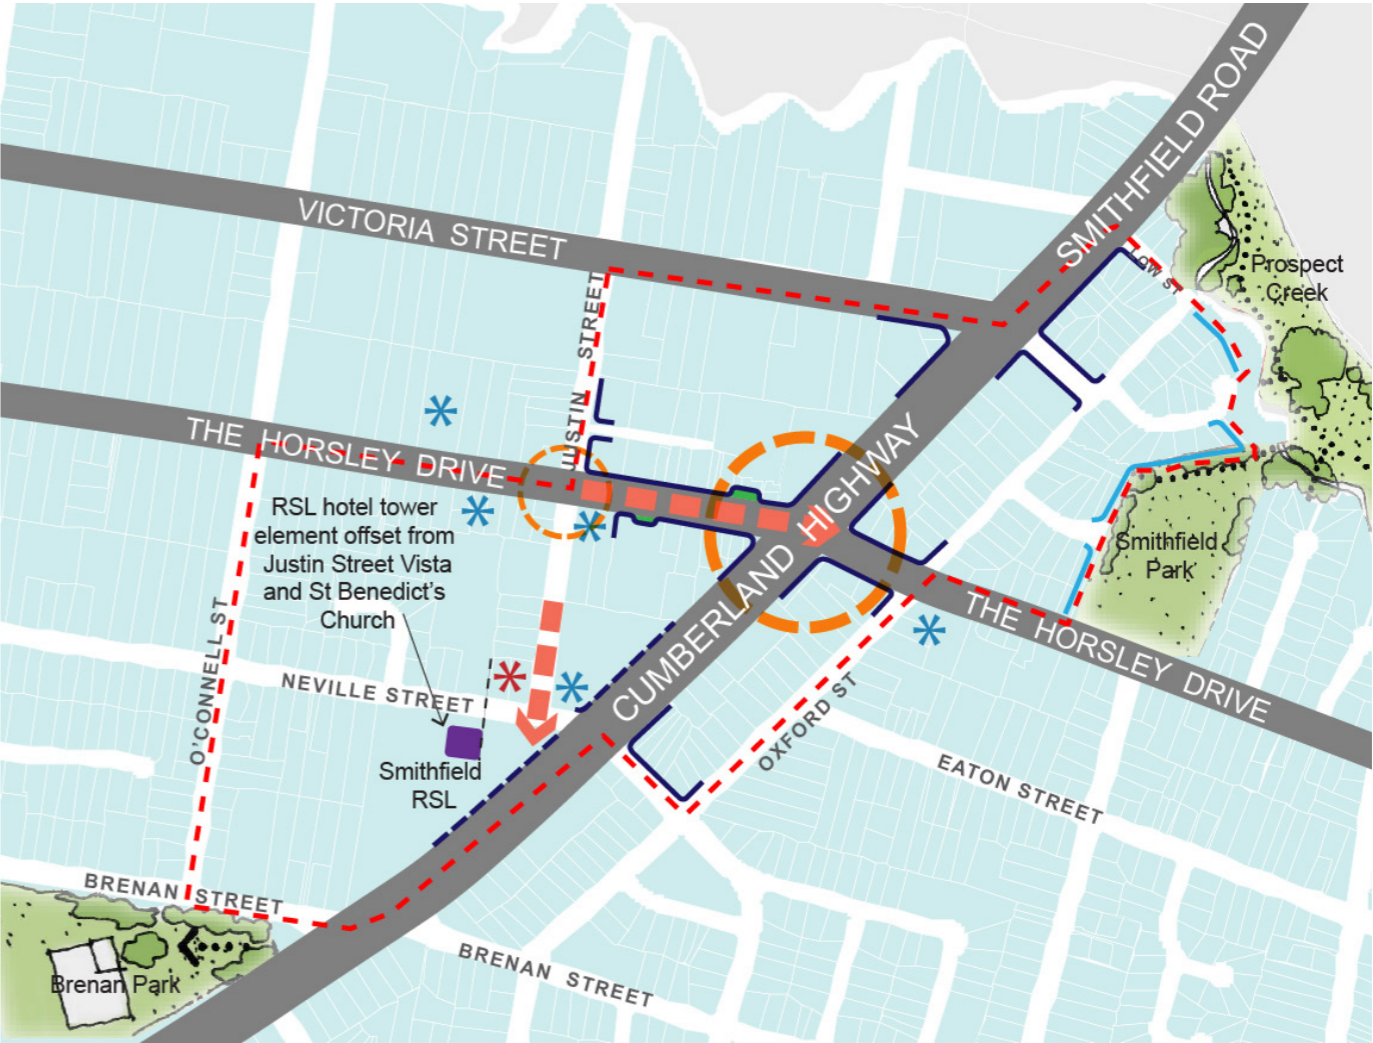 SMITHFIELD ROAD
VICTORIA STREET
LOW ST
Prospect
Creek
JUSTIN STREET
THE HORSLEY DRIVE
CUMBERLAND HIGHWAY
RSL hotel tower
element offset from
Justin Street Vista
and St Benedict's
Church
Smithfield
Park
THE HORSLEY DRIVE
O'CONNELL ST
NEVILLE STREET
OXFORD ST
Smithfield
RSL
EATON STREET
BRENAN STREET
Brenan Park
BRENAN STREET